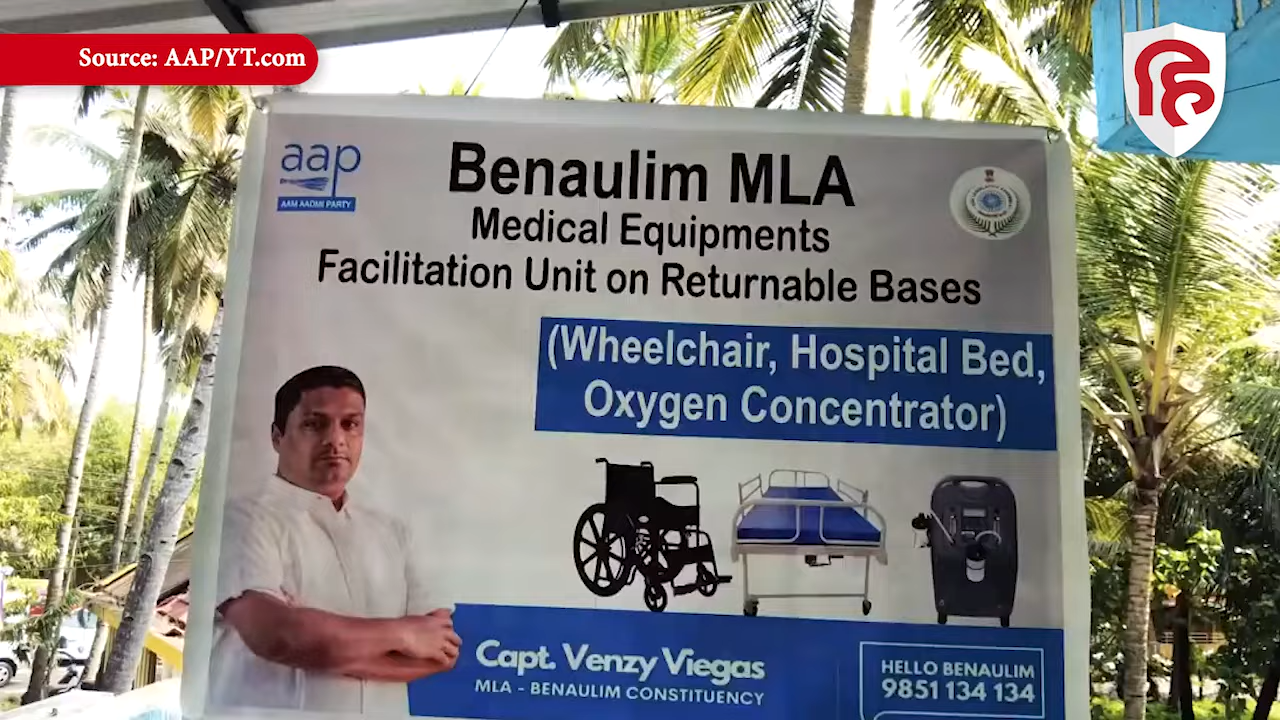 Source: AAP/YT.com
aap
AAM AADMI PARTY
Benaulim MLA
Medical Equipments
Facilitation Unit on Returnable Bases
(Wheelchair, Hospital Bed,
Oxygen Concentrator)
Capt. Venzy Viegas
MLA - BENAULIM CONSTITUENCY
HELLO BENAULIM
9851 134 134